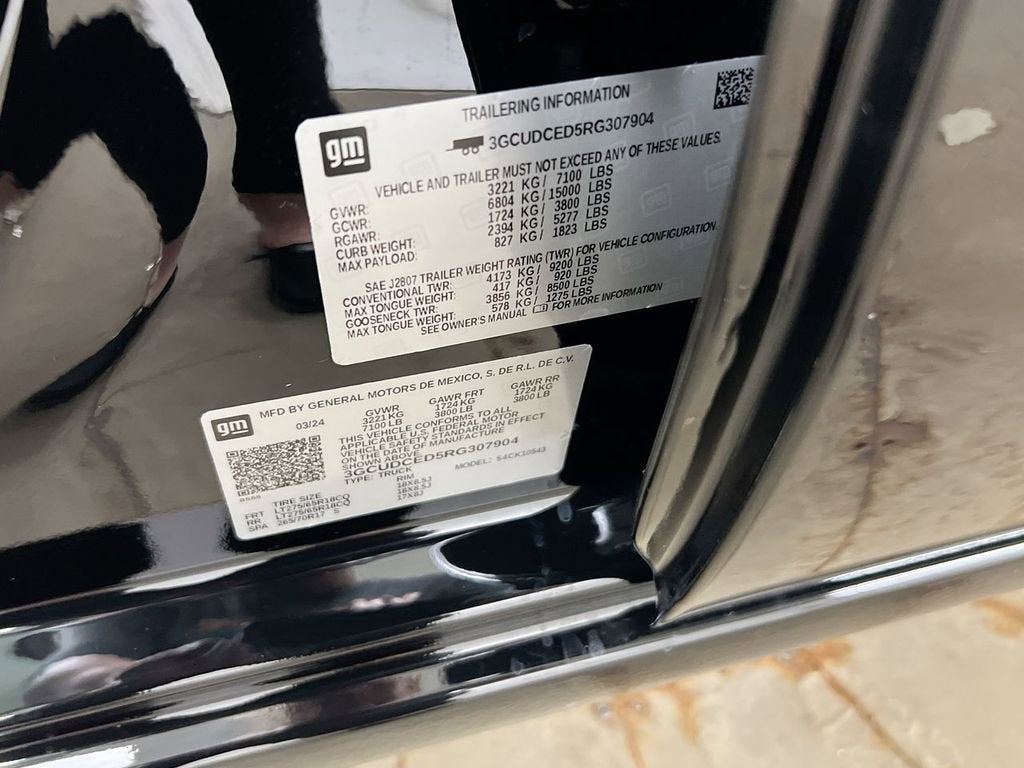 TRAILERING INFORMATION
gm
3GCUDCED5RG307904
VEHICLE AND TRAILER MUST NOT EXCEED ANY OF THESE VALUES.
GVWR: 3221 KG/ 7100 LBS
GCWR: 6804 KG/15000 LBS
RGAWR: 1724 KG/ 3800 LBS
CURB WEIGHT: 2394 KG/ 5277 LBS
MAX PAYLOAD: 827 KG/ 1823 LBS
SAE J2807 TRAILER WEIGHT RATING (TWR) FOR VEHICLE CONFIGURATION.
CONVENTIONAL TWR: 4173 KG/ 9200 LBS
MAX TONGUE WEIGHT: 417 KG/ 920 LBS
GOOSENECK TWR: 3856 KG/ 8500 LBS
MAX TONGUE WEIGHT: 578 KG/ 1275 LBS
SEE OWNER'S MANUAL FOR MORE INFORMATION
gm
MFD BY GENERAL MOTORS DE MEXICO, S. DE R.L. DE C.V.
03/24 GVWR GAWR FRT GAWR RR
3221 KG 1724 KG 1724 KG
7100 LB 3800 LB 3800 LB
THIS VEHICLE CONFORMS TO ALL
APPLICABLE U.S. FEDERAL MOTOR
VEHICLE SAFETY STANDARDS IN EFFECT
ON THE DATE OF MANUFACTURE
SHOWN ABOVE.
3GCUDCED5RG307904
TYPE: TRUCK MODEL: 54CK10543
TIRE SIZE RIM
FRT LT275/65R18CQ 18X8.5J
RR LT275/65R18CQ 18X8.5J
SPA 265/70R17 S 17X8J